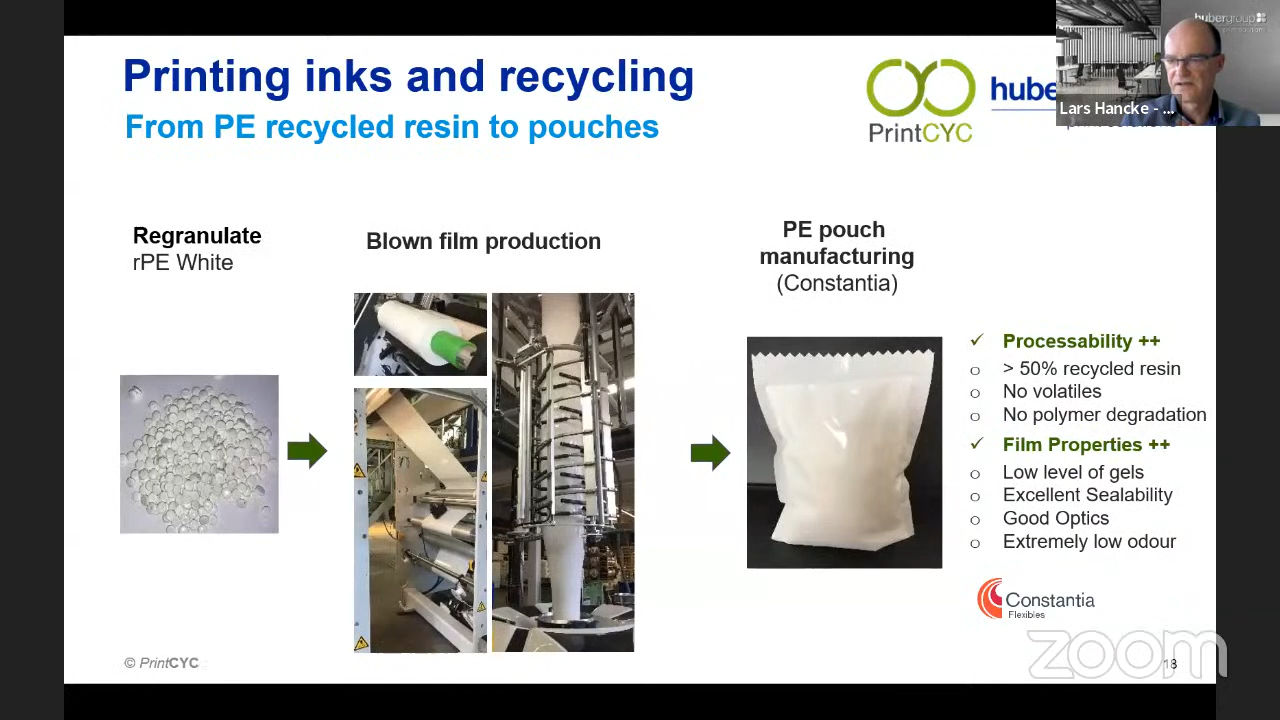 Printing inks and recycling
From PE recycled resin to pouches
PrintCYC
hube
hubergroup
Lars Hancke - ...
Regranulate
rPE White
Blown film production
PE pouch
manufacturing
(Constantia)
✓ Processability ++
o > 50% recycled resin
o No volatiles
o No polymer degradation
✓ Film Properties ++
o Low level of gels
o Excellent Sealability
o Good Optics
o Extremely low odour
Constantia
Flexibles
© PrintCYC
zoom
18